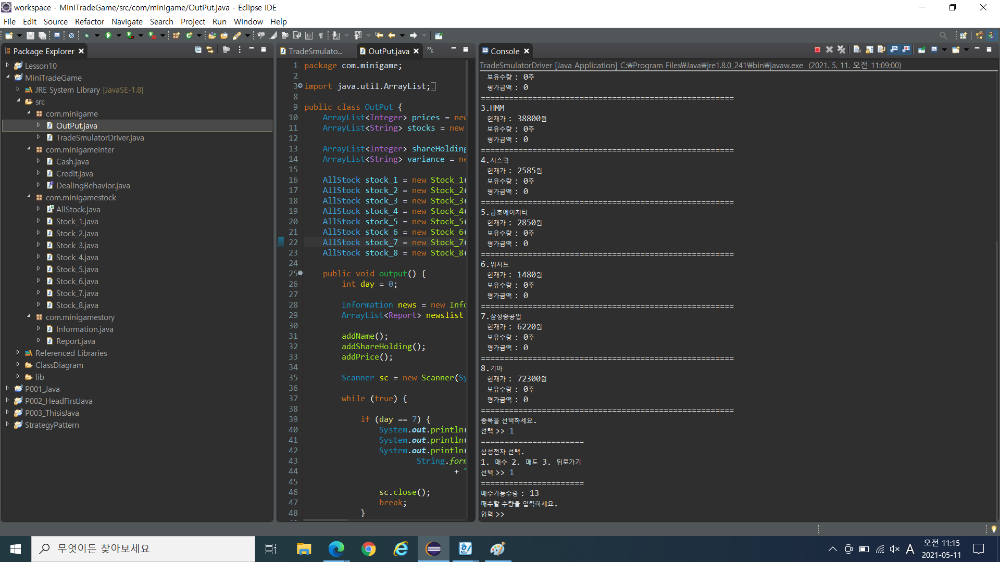 workspace - MiniTradeGame/src/com/minigame/OutPut.java - Eclipse IDE
File Edit Source Refactor Navigate Search Project Run Window Help
Package Explorer
Lesson10
MiniTradeGame
JRE System Library [JavaSE-1.8]
src
com.minigame
OutPut.java
TradeSmulatorDriver.java
com.minigameinter
Cash.java
Credit.java
DealingBehavior.java
com.minigamestock
AllStock.java
Stock_1.java
Stock_2.java
Stock_3.java
Stock_4.java
Stock_5.java
Stock_6.java
Stock_7.java
Stock_8.java
com.minigamestory
Information.java
Report.java
Referenced Libraries
ClassDiagram
lib
P001_Java
P002_HeadFirstJava
P003_ThisisJava
StrategyPattern
TradeSmulato... OutPut.java »5
1 package com.minigame;
2
3 import java.util.ArrayList;
8
9 public class OutPut {
10 ArrayList<Integer> prices = new
11 ArrayList<String> stocks = new
12
13 ArrayList<Integer> shareHolding
14 ArrayList<String> variance = ne
15
16 AllStock stock_1 = new Stock_1(
17 AllStock stock_2 = new Stock_2(
18 AllStock stock_3 = new Stock_3(
19 AllStock stock_4 = new Stock_4(
20 AllStock stock_5 = new Stock_5(
21 AllStock stock_6 = new Stock_6(
22 AllStock stock_7 = new Stock_7(
23 AllStock stock_8 = new Stock_8(
24
25 public void output() {
26 int day = 0;
27
28 Information news = new Info
29 ArrayList<Report> newslist
30
31 addName();
32 addShareHolding();
33 addPrice();
34
35 Scanner sc = new Scanner(Sy
36
37 while (true) {
38
39 if (day == 7) {
40 System.out.println(
41 System.out.println(
42 System.out.println(
43 String.form
44 + "
45
46 sc.close();
47 break;
48 }
Console
TradeSmulatorDriver [Java Application] C:₩Program Files₩Java₩jre1.8.0_241₩bin₩javaw.exe (2021. 5. 11. 오전 11:09:00)
보유수량 : 0주
평가금액 : 0
======================================================
3.HMM
현재가 : 38800원
보유수량 : 0주
평가금액 : 0
======================================================
4.시스웍
현재가 : 2585원
보유수량 : 0주
평가금액 : 0
======================================================
5.금호에이치티
현재가 : 2850원
보유수량 : 0주
평가금액 : 0
======================================================
6.위지트
현재가 : 1480원
보유수량 : 0주
평가금액 : 0
======================================================
7.삼성중공업
현재가 : 6220원
보유수량 : 0주
평가금액 : 0
======================================================
8.기아
현재가 : 72300원
보유수량 : 0주
평가금액 : 0
======================================================
종목을 선택하세요.
선택 >> 1
======================
삼성전자 선택.
1. 매수 2. 매도 3. 뒤로가기
선택 >> 1
======================
매수가능수량 : 13
매수할 수량을 입력하세요.
입력 >>
무엇이든 찾아보세요
A
오전 11:15
2021-05-11